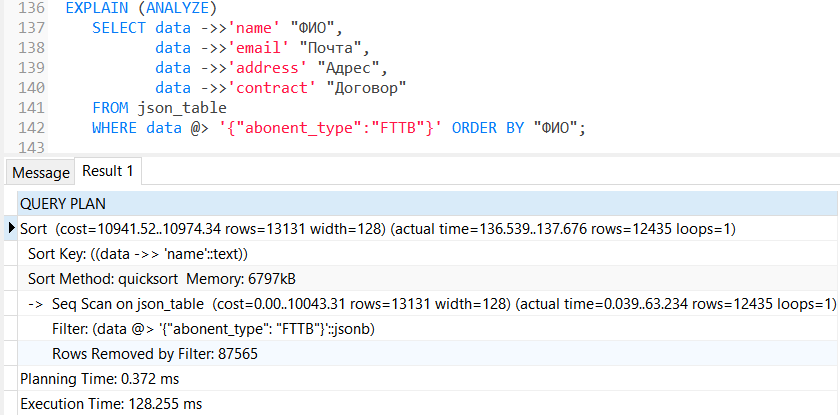 136 EXPLAIN (ANALYZE)
137 SELECT data ->>'name' "ФИО",
138 data ->>'email' "Почта",
139 data ->>'address' "Адрес",
140 data ->>'contract' "Договор"
141 FROM json_table
142 WHERE data @> '{"abonent_type":"FTTB"}' ORDER BY "ФИО";
143
Message Result 1
QUERY PLAN
Sort (cost=10941.52..10974.34 rows=13131 width=128) (actual time=136.539..137.676 rows=12435 loops=1)
Sort Key: ((data ->> 'name'::text))
Sort Method: quicksort Memory: 6797kB
-> Seq Scan on json_table (cost=0.00..10043.31 rows=13131 width=128) (actual time=0.039..63.234 rows=12435 loops=1)
Filter: (data @> '{"abonent_type": "FTTB"}'::jsonb)
Rows Removed by Filter: 87565
Planning Time: 0.372 ms
Execution Time: 128.255 ms